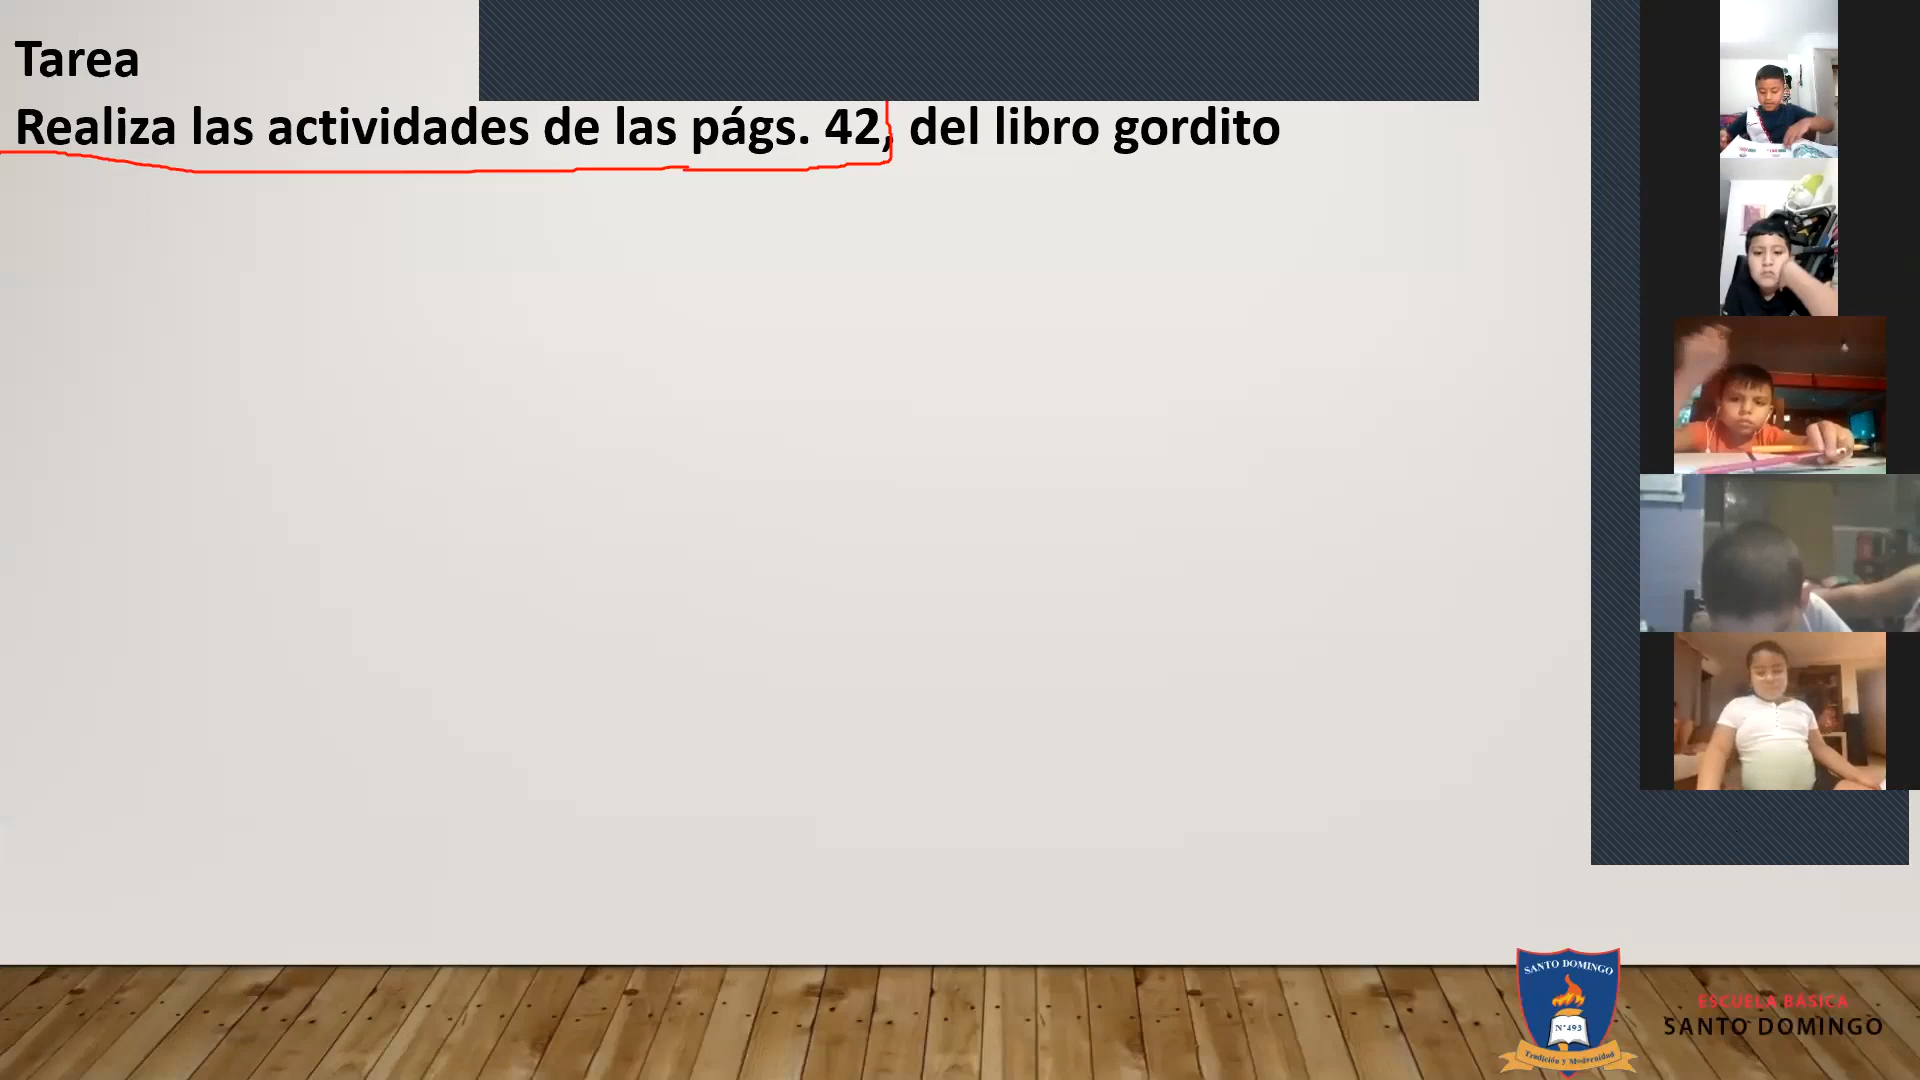 Tarea
Realiza las actividades de las págs. 42, del libro gordito
SANTO DOMINGO
N°493
Tradición y Modernidad
ESCUELA BÁSICA
SANTO DOMINGO